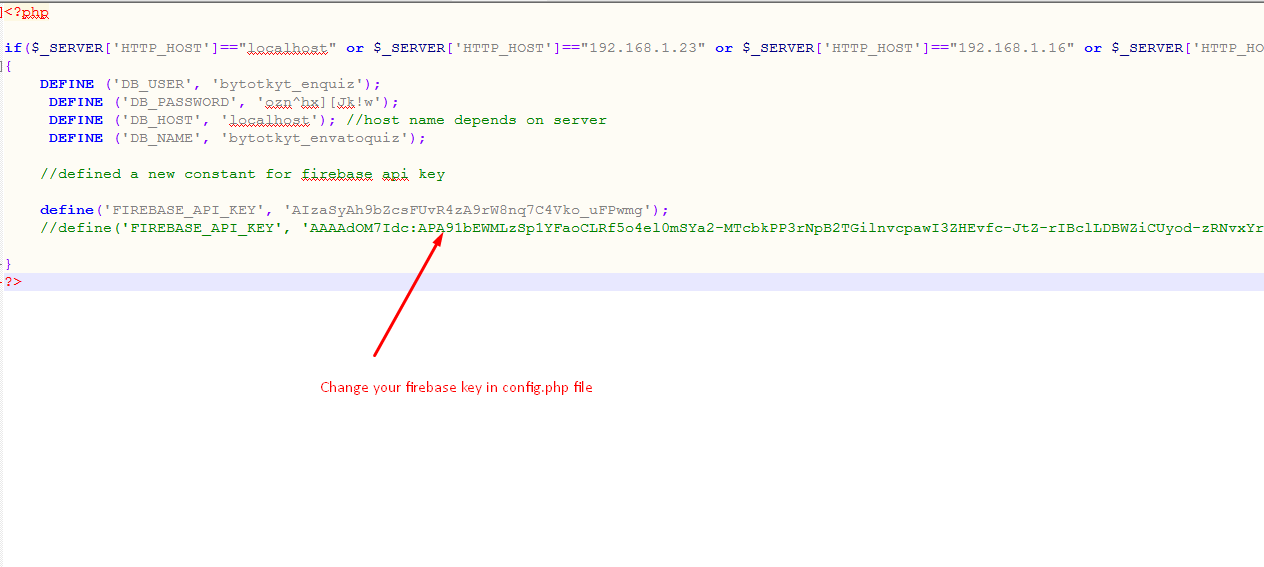 <?php
if($_SERVER['HTTP_HOST']=="localhost" or $_SERVER['HTTP_HOST']=="192.168.1.23" or $_SERVER['HTTP_HOST']=="192.168.1.16" or $_SERVER['HTTP_HO
{
DEFINE ('DB_USER', 'bytotkyt_enquiz');
DEFINE ('DB_PASSWORD', 'ozn^hx][Jk!w');
DEFINE ('DB_HOST', 'localhost'); //host name depends on server
DEFINE ('DB_NAME', 'bytotkyt_envatoquiz');
//defined a new constant for firebase api key
define('FIREBASE_API_KEY', 'AIzaSyAh9bZcsFUvR4zA9rW8nq7C4Vko_uFPwmg');
//define('FIREBASE_API_KEY', 'AAAAdOM7Idc:APA91bEWMLzSp1YFaoCLRf5o4el0mSYa2-MTcbkPP3rNpB2TGilnvcpawI3ZHEvfc-JtZ-rIBclLDBWZiCUyod-zRNvxYr
}
?>
Change your firebase key in config.php file